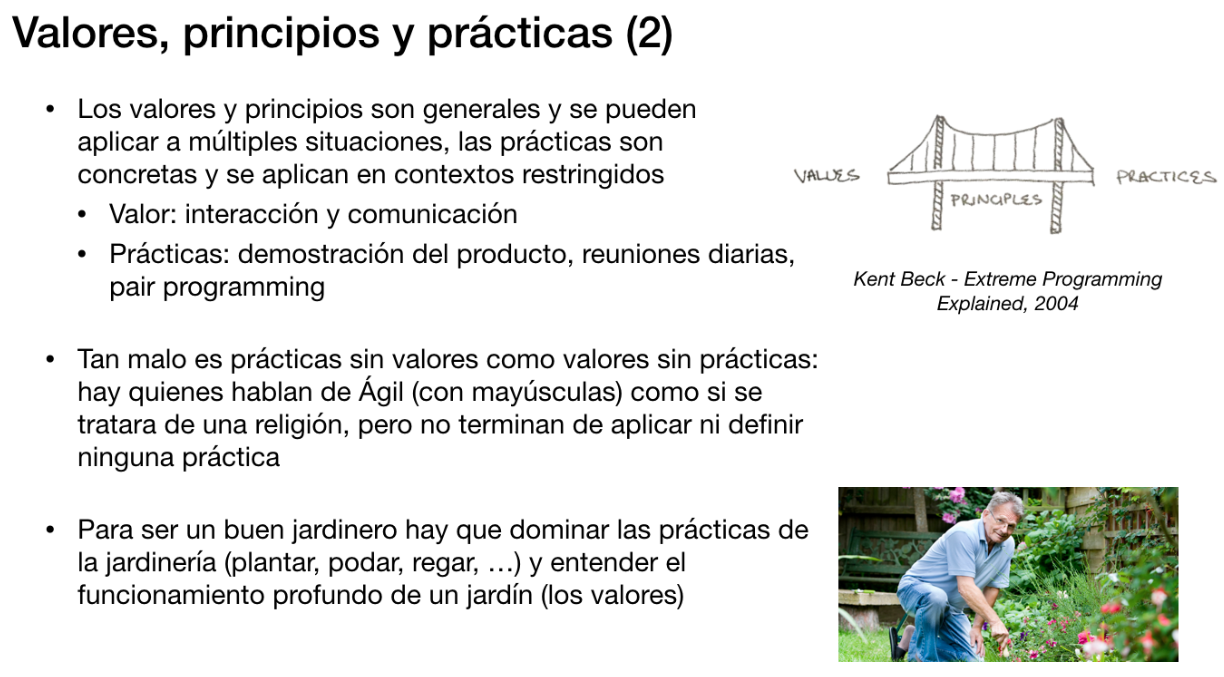 Valores, principios y prácticas (2)
• Los valores y principios son generales y se pueden
aplicar a múltiples situaciones, las prácticas son
concretas y se aplican en contextos restringidos
• Valor: interacción y comunicación
• Prácticas: demostración del producto, reuniones diarias,
pair programming
• Tan malo es prácticas sin valores como valores sin prácticas:
hay quienes hablan de Ágil (con mayúsculas) como si se
tratara de una religión, pero no terminan de aplicar ni definir
ninguna práctica
• Para ser un buen jardinero hay que dominar las prácticas de
la jardinería (plantar, podar, regar, …) y entender el
funcionamiento profundo de un jardín (los valores)
VALUES
PRINCIPLES
PRACTICES
Kent Beck - Extreme Programming
Explained, 2004